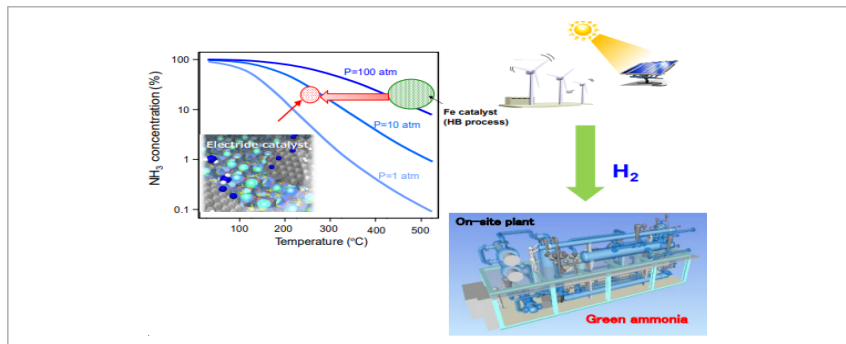 100
10
1
0.1
NH₃ concentration (%)
P=100 atm
P=10 atm
P=1 atm
Electride catalyst
100
200
300
400
500
Temperature (°C)
Fe catalyst
(HB process)
H₂
On-site plant
Green ammonia